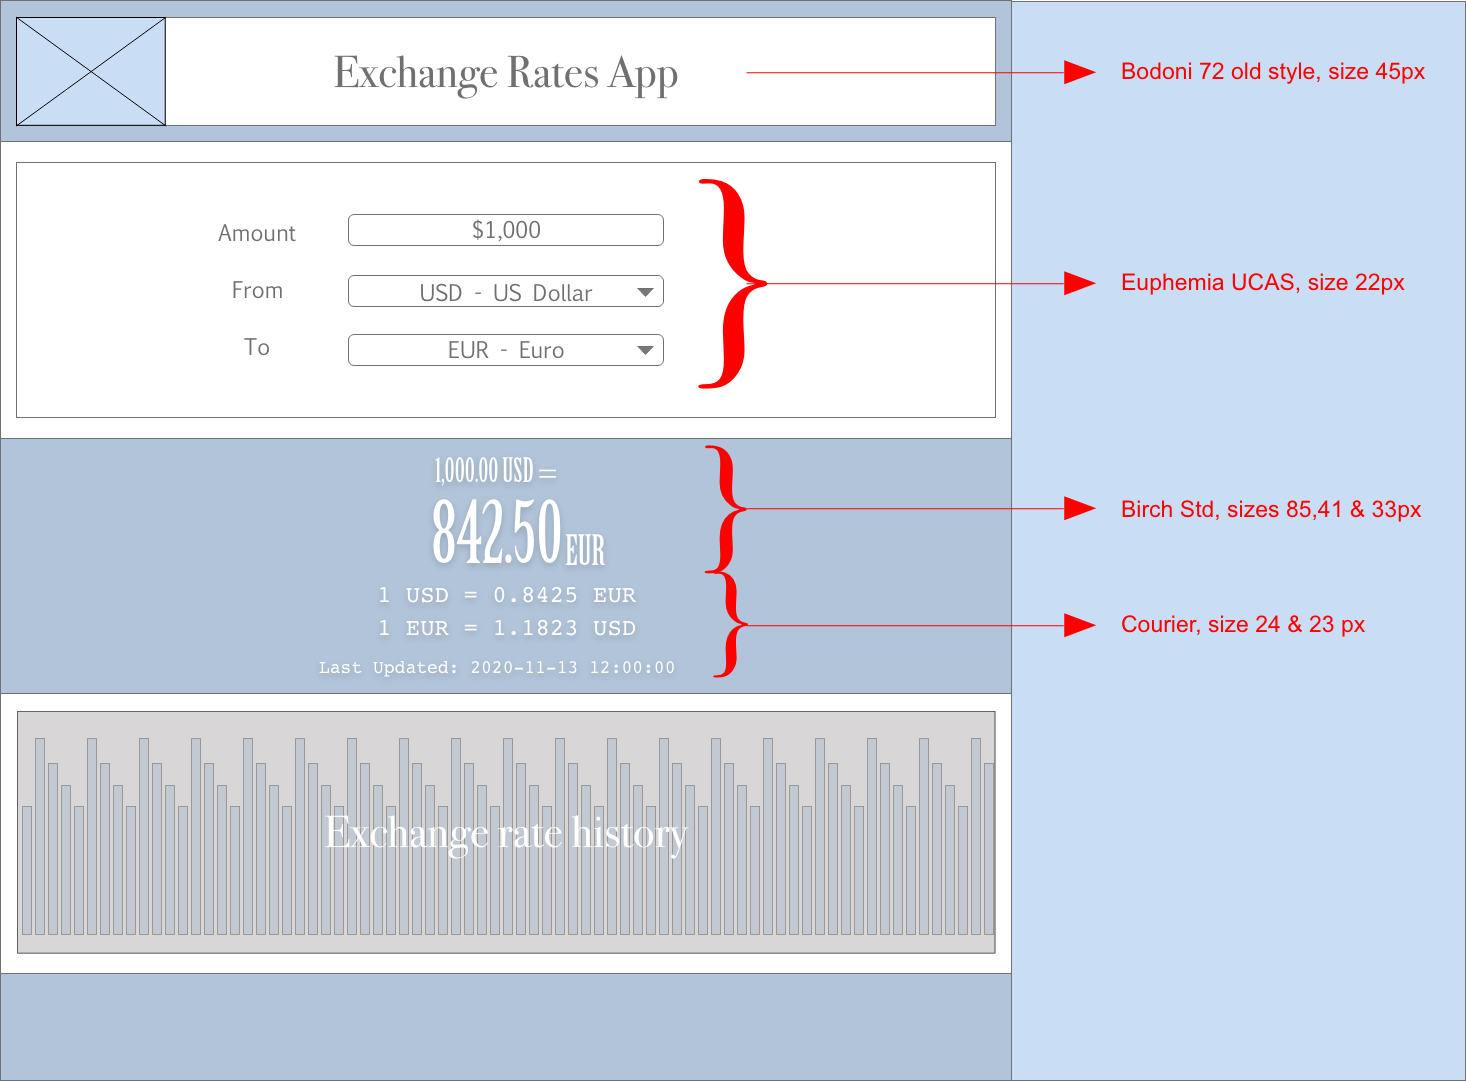 Exchange Rates App
Bodoni 72 old style, size 45px
Amount
$1,000
From
USD - US Dollar
To
EUR - Euro
Euphemia UCAS, size 22px
1,000.00 USD =
842.50 EUR
Birch Std, sizes 85,41 & 33px
1 USD = 0.8425 EUR
1 EUR = 1.1823 USD
Last Updated: 2020-11-13 12:00:00
Courier, size 24 & 23 px
Exchange rate history